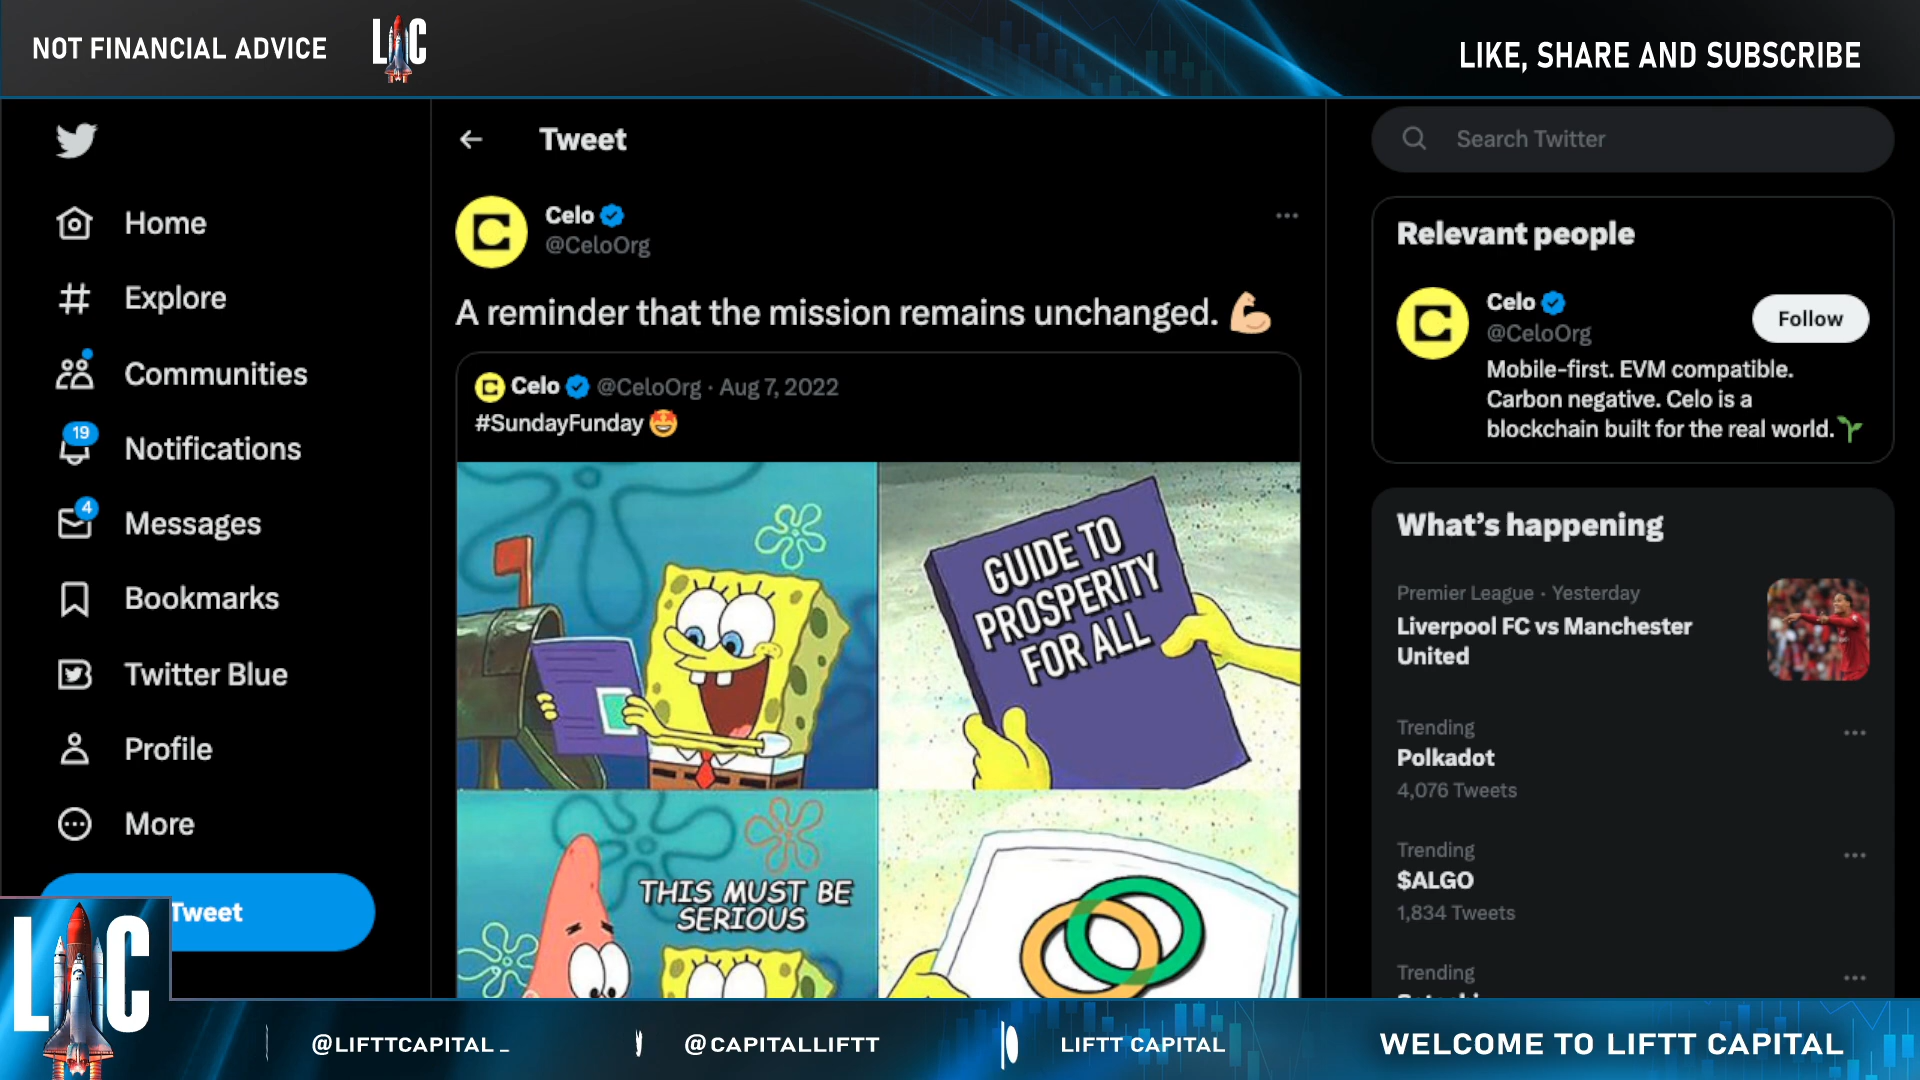 NOT FINANCIAL ADVICE
LC
LIKE, SHARE AND SUBSCRIBE
Home
Explore
Communities
19
Notifications
4
Messages
Bookmarks
Twitter Blue
Profile
More
Tweet
Tweet
Celo
@CeloOrg
A reminder that the mission remains unchanged. 💪🏻
Celo @CeloOrg · Aug 7, 2022
#SundayFunday 🤩
GUIDE TO
PROSPERITY
FOR ALL
THIS MUST BE
SERIOUS
Search Twitter
Relevant people
Celo
@CeloOrg
Follow
Mobile-first. EVM compatible.
Carbon negative. Celo is a
blockchain built for the real world.🌱
What's happening
Premier League · Yesterday
Liverpool FC vs Manchester
United
Trending
Polkadot
4,076 Tweets
Trending
$ALGO
1,834 Tweets
Trending
LC
@LIFTTCAPITAL_
@CAPITALLIFTT
LIFTT CAPITAL
WELCOME TO LIFTT CAPITAL